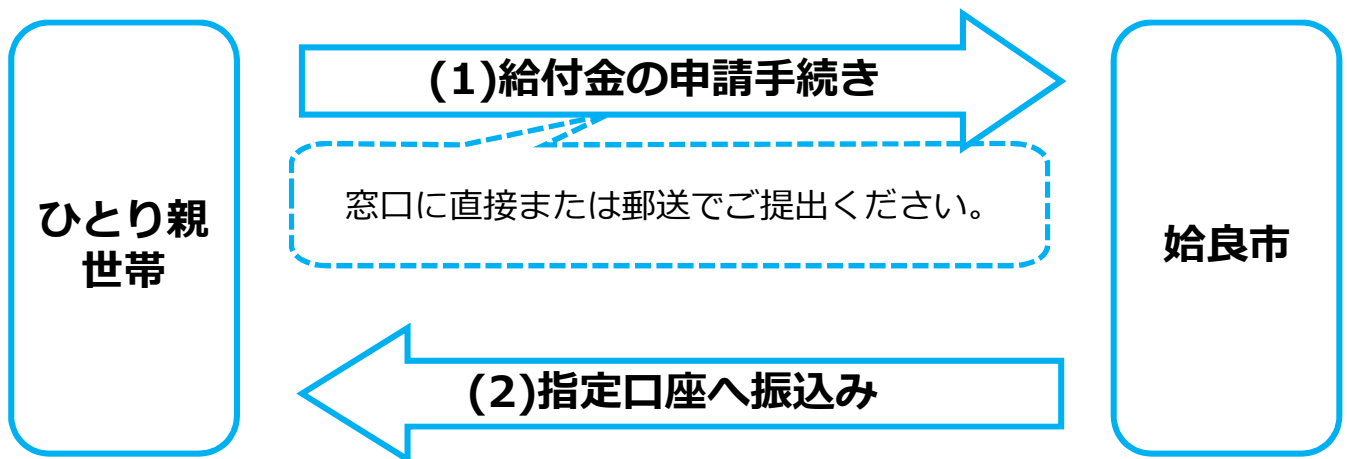 (1)給付金の申請手続き
窓口に直接または郵送でご提出ください。
ひとり親
世帯
姶良市
(2)指定口座へ振込み